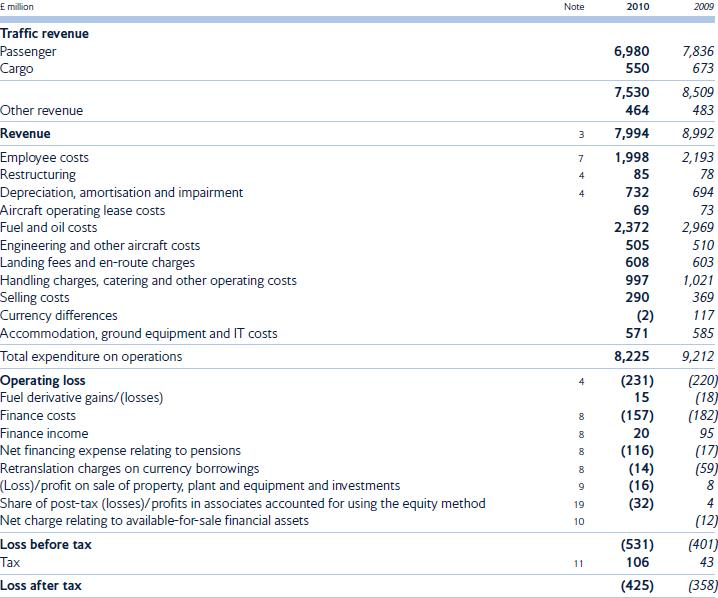 £ million Note 2010 2009
Traffic revenue
Passenger 6,980 7,836
Cargo 550 673
7,530 8,509
Other revenue 464 483
Revenue 3 7,994 8,992
Employee costs 7 1,998 2,193
Restructuring 4 85 78
Depreciation, amortisation and impairment 4 732 694
Aircraft operating lease costs 69 73
Fuel and oil costs 2,372 2,969
Engineering and other aircraft costs 505 510
Landing fees and en-route charges 608 603
Handling charges, catering and other operating costs 997 1,021
Selling costs 290 369
Currency differences (2) 117
Accommodation, ground equipment and IT costs 571 585
Total expenditure on operations 8,225 9,212
Operating loss 4 (231) (220)
Fuel derivative gains/(losses) 15 (18)
Finance costs 8 (157) (182)
Finance income 8 20 95
Net financing expense relating to pensions 8 (116) (17)
Retranslation charges on currency borrowings 8 (14) (59)
(Loss)/profit on sale of property, plant and equipment and investments 9 (16) 8
Share of post-tax (losses)/profits in associates accounted for using the equity method 19 (32) 4
Net charge relating to available-for-sale financial assets 10 (12)
Loss before tax (531) (401)
Tax 11 106 43
Loss after tax (425) (358)